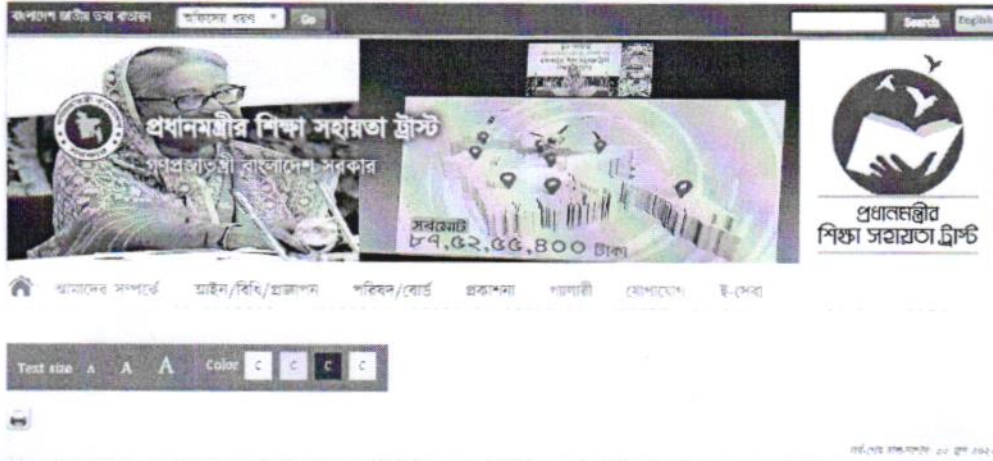 বাংলাদেশ জাতীয় তথ্য বাতায়ন
অফিসের ধরণ
Go
Search
English
প্রধানমন্ত্রীর শিক্ষা সহায়তা ট্রাস্ট
গণপ্রজাতন্ত্রী বাংলাদেশ সরকার
সর্বমোট
৮৭,৫২,৫৫,৪০০ টাকা
প্রধানমন্ত্রীর
শিক্ষা সহায়তা ট্রাস্ট
আমাদের সম্পর্কে আইন/বিধি/প্রজ্ঞাপন পরিষদ/বোর্ড প্রকাশনা গ্যালারী যোগাযোগ ই-সেবা
Text size A A A Color C C C C